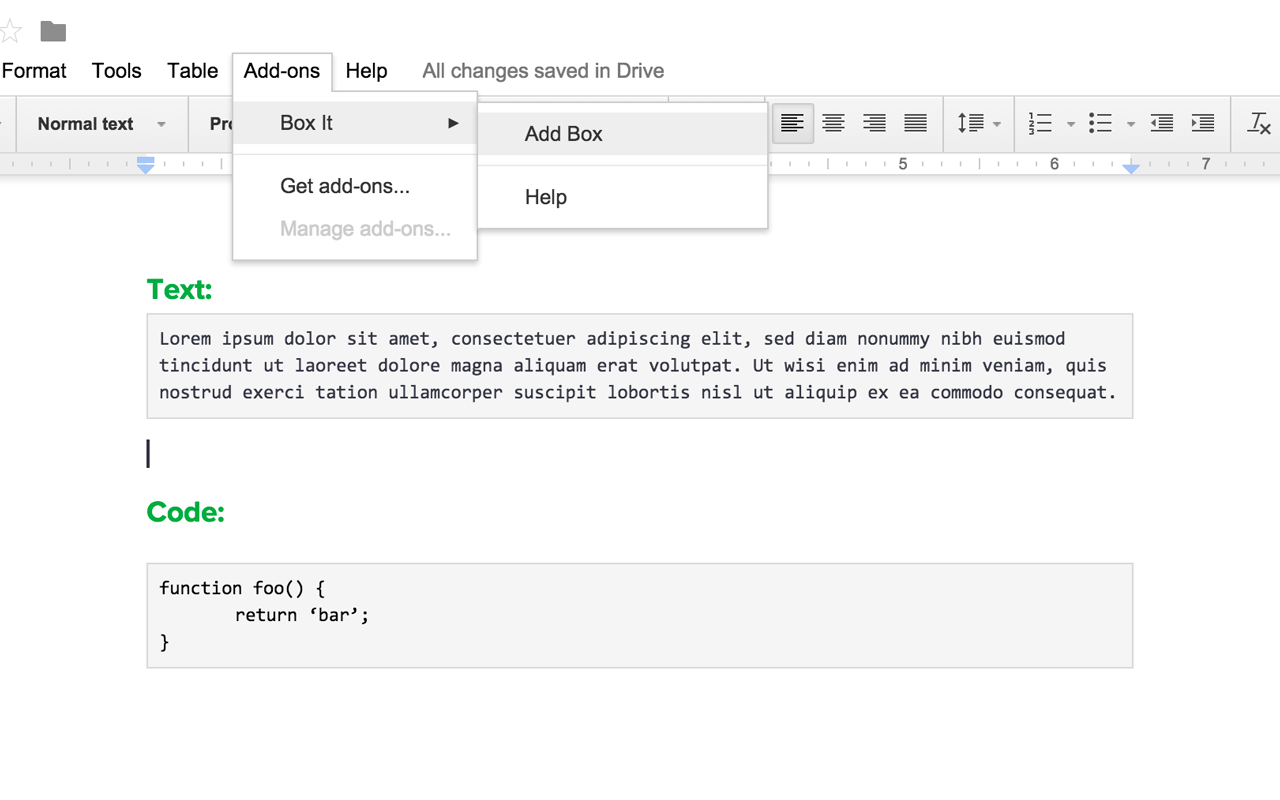 Format Tools Table Add-ons Help All changes saved in Drive
Normal text Pro
Box It
Add Box
Get add-ons...
Help
Manage add-ons...
5 6 7
Text:
Lorem ipsum dolor sit amet, consectetuer adipiscing elit, sed diam nonummy nibh euismod
tincidunt ut laoreet dolore magna aliquam erat volutpat. Ut wisi enim ad minim veniam, quis
nostrud exerci tation ullamcorper suscipit lobortis nisl ut aliquip ex ea commodo consequat.
Code:
function foo() {
return ‘bar’;
}